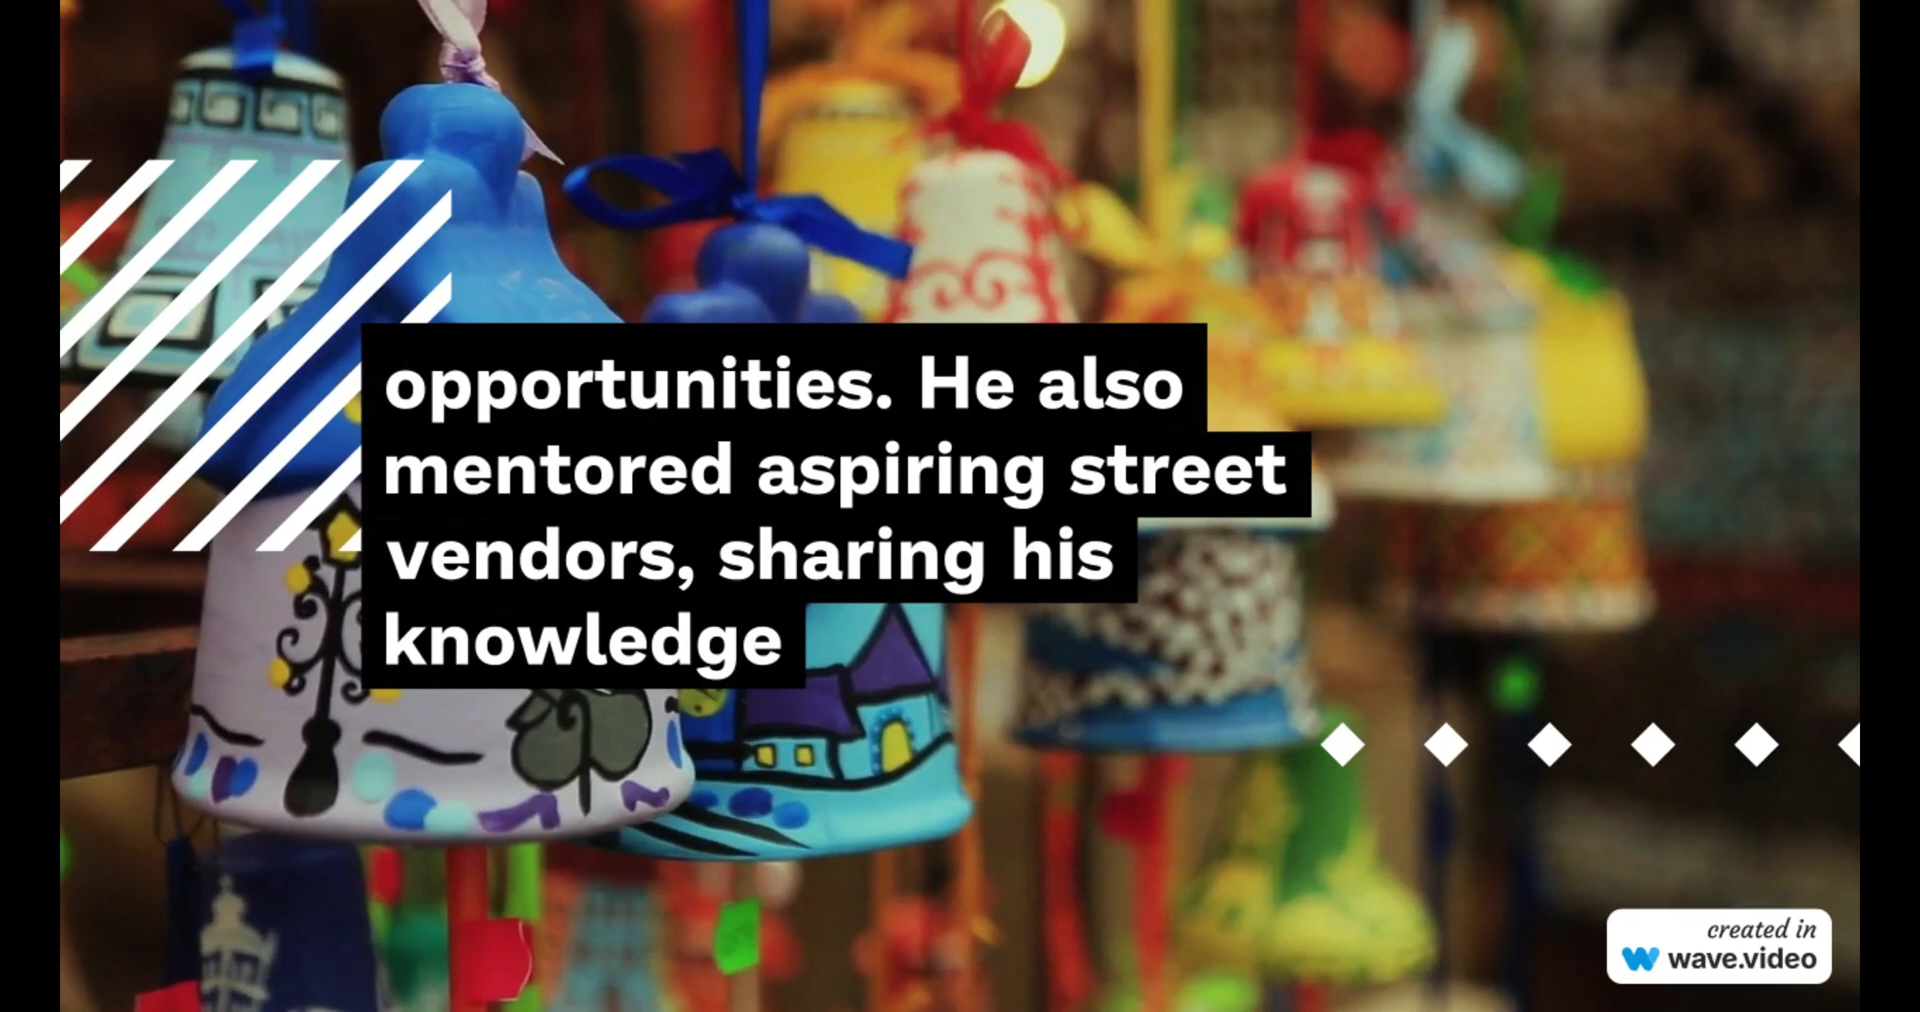 opportunities. He also
mentored aspiring street
vendors, sharing his
knowledge
created in
wave.video